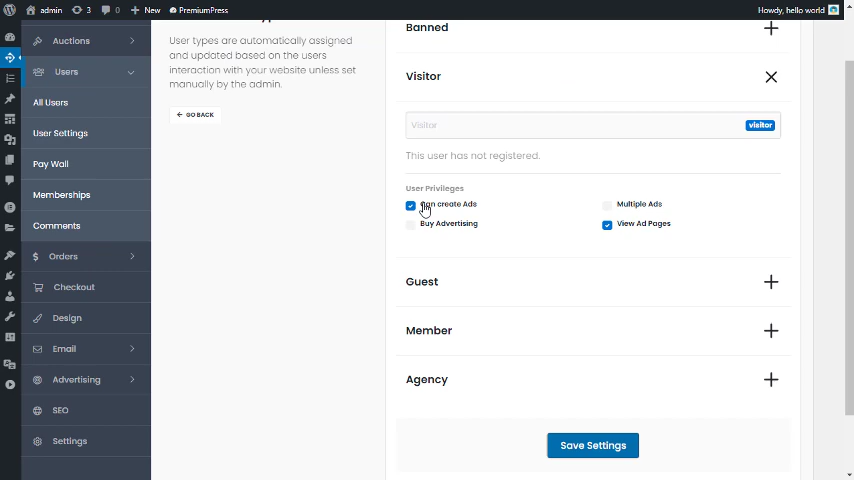 admin
3
0
New
PremiumPress
Howdy, hello world
Auctions
Users
All Users
User Settings
Pay Wall
Memberships
Comments
$ Orders
Checkout
Design
Email
Advertising
SEO
Settings
User types are automatically assigned
and updated based on the users
interaction with your website unless set
manually by the admin.
← GO BACK
Banned
Visitor
Visitor
visitor
This user has not registered.
User Privileges
create Ads
Multiple Ads
Buy Advertising
View Ad Pages
Guest
Member
Agency
Save Settings